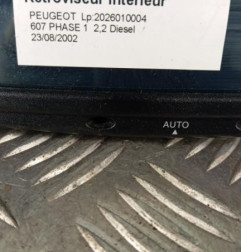 Rétroviseur intérieur
PEUGEOT Lp:2026010004
607 PHASE 1 2,2 Diesel
23/08/2002
AUTO